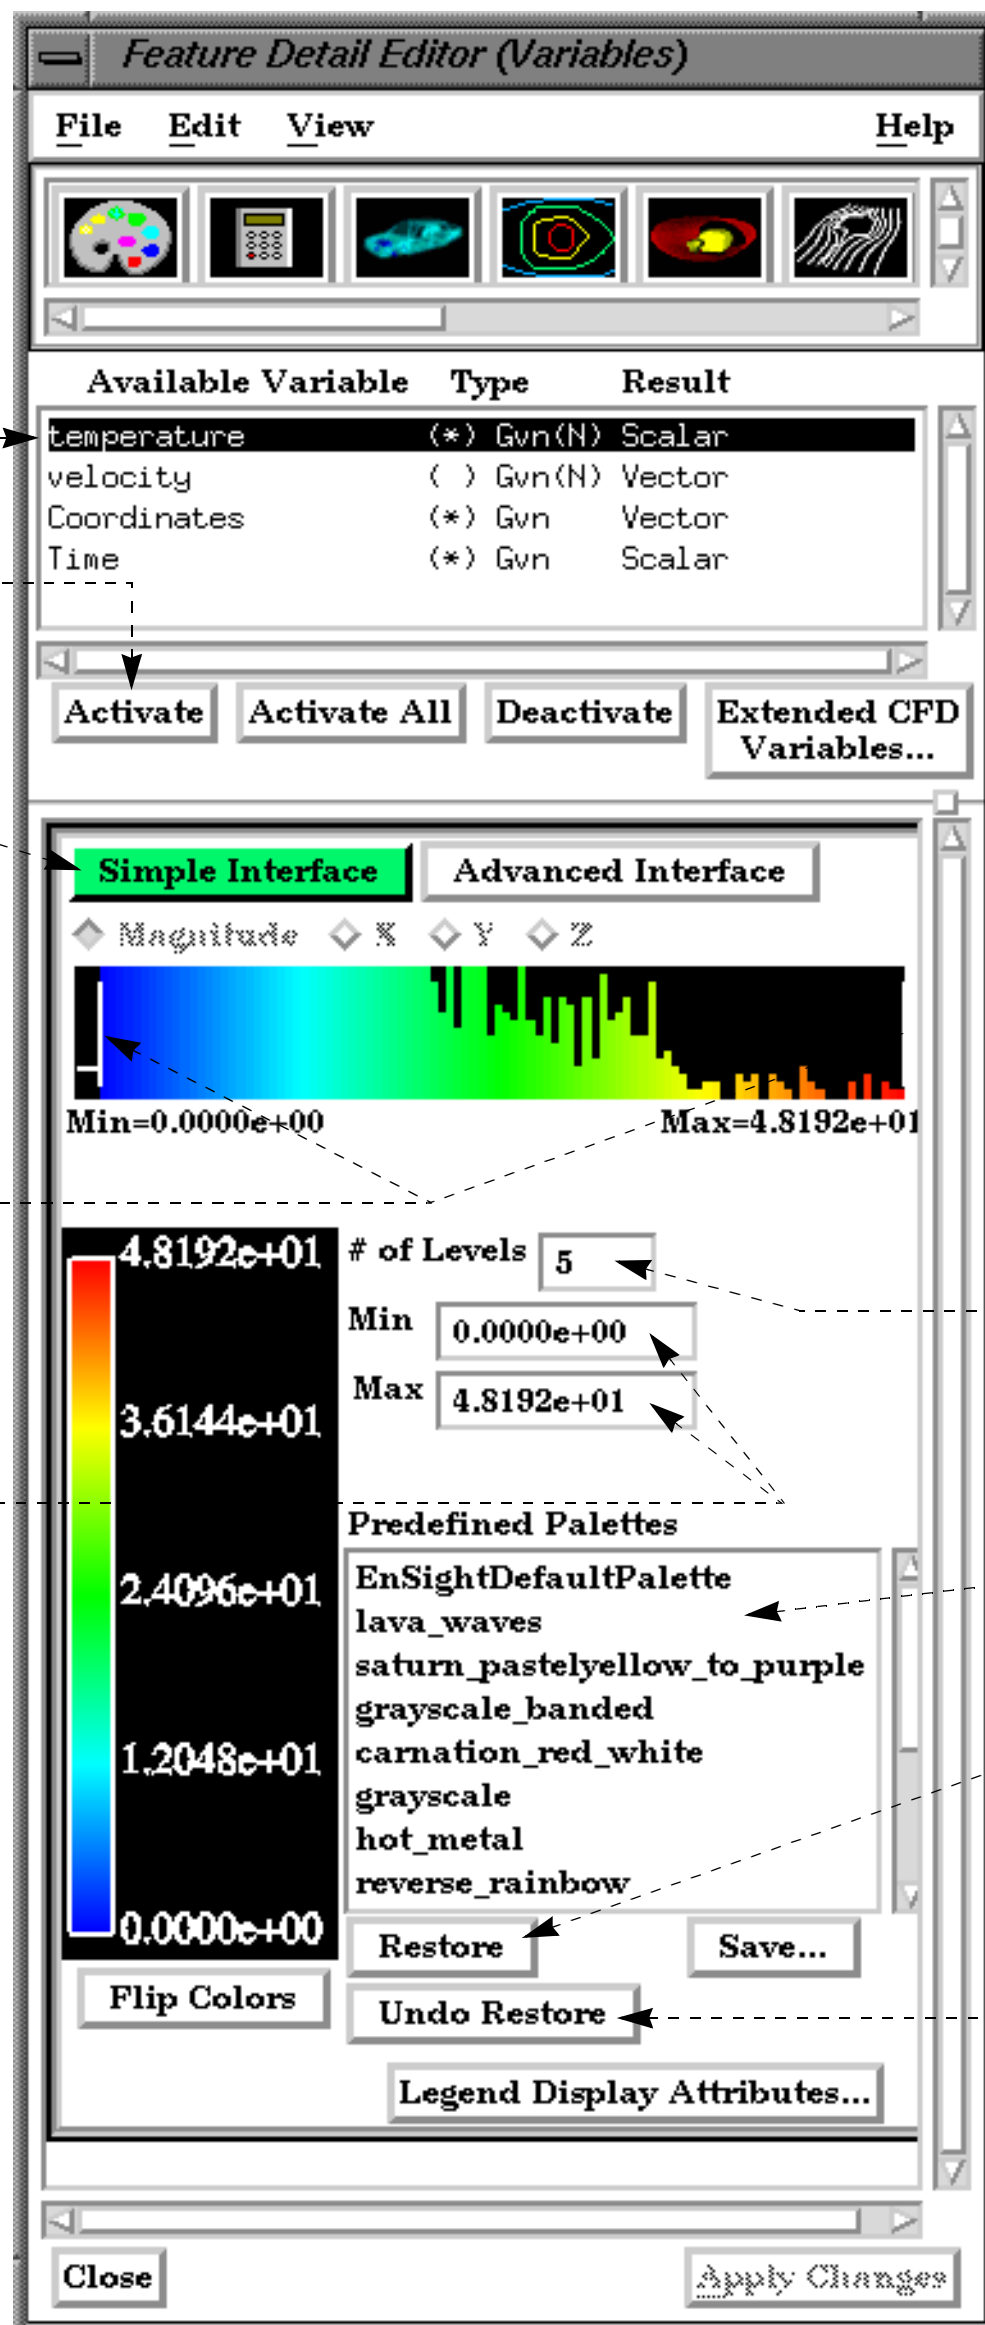 Feature Detail Editor (Variables)
File Edit View Help
Available Variable Type Result
temperature (*) Gvn(N) Scalar
velocity ( ) Gvn(N) Vector
Coordinates (*) Gvn Vector
Time (*) Gvn Scalar
Activate Activate All Deactivate Extended CFD
Variables...
Simple Interface Advanced Interface
Magnitude X Y Z
Min=0.0000e+00 Max=4.8192e+01
4.8192e+01
3.6144e+01
2.4096e+01
1.2048e+01
0.0000e+00
Flip Colors
# of Levels 5
Min 0.0000e+00
Max 4.8192e+01
Predefined Palettes
EnSightDefaultPalette
lava_waves
saturn_pastelyellow_to_purple
grayscale_banded
carnation_red_white
grayscale
hot_metal
reverse_rainbow
Restore Save...
Undo Restore
Legend Display Attributes...
Close Apply Changes